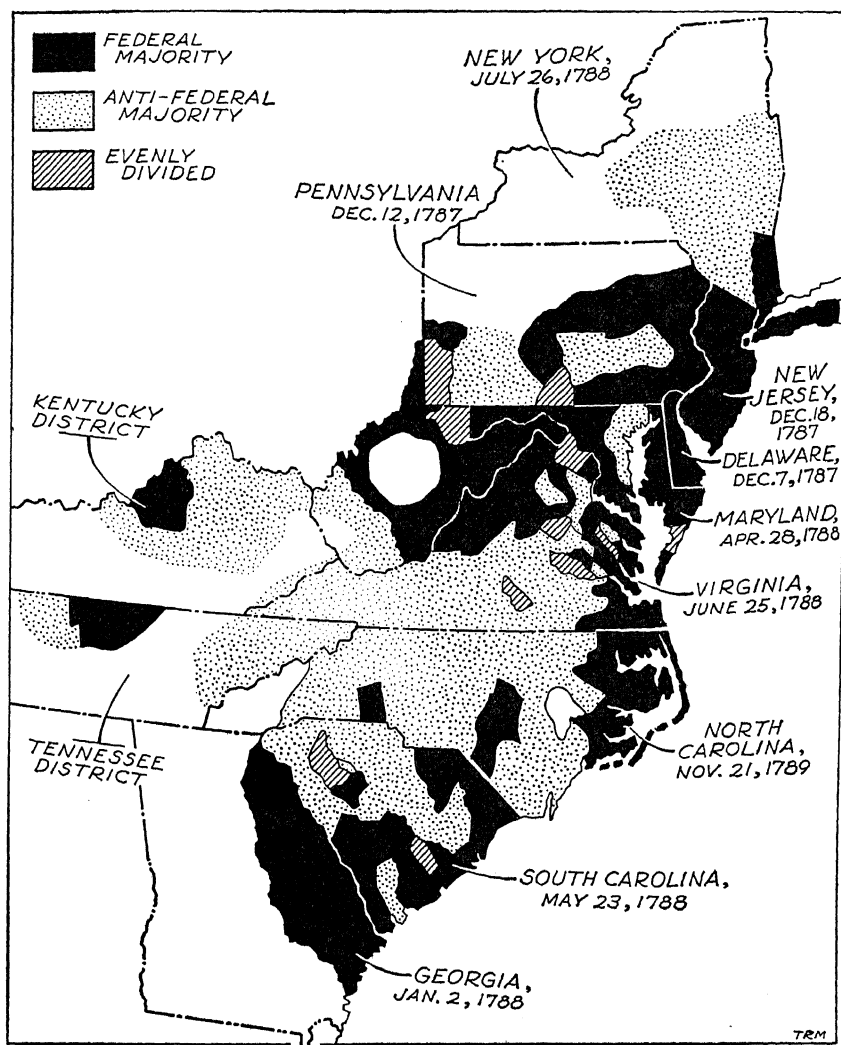 FEDERAL
MAJORITY
ANTI-FEDERAL
MAJORITY
EVENLY
DIVIDED
NEW YORK,
JULY 26, 1788
PENNSYLVANIA
DEC. 12, 1787
KENTUCKY
DISTRICT
NEW
JERSEY,
DEC. 18,
1787
DELAWARE,
DEC. 7, 1787
MARYLAND,
APR. 28, 1788
VIRGINIA,
JUNE 25, 1788
TENNESSEE
DISTRICT
NORTH
CAROLINA,
NOV. 21, 1789
SOUTH CAROLINA,
MAY 23, 1788
GEORGIA,
JAN. 2, 1788
TRM